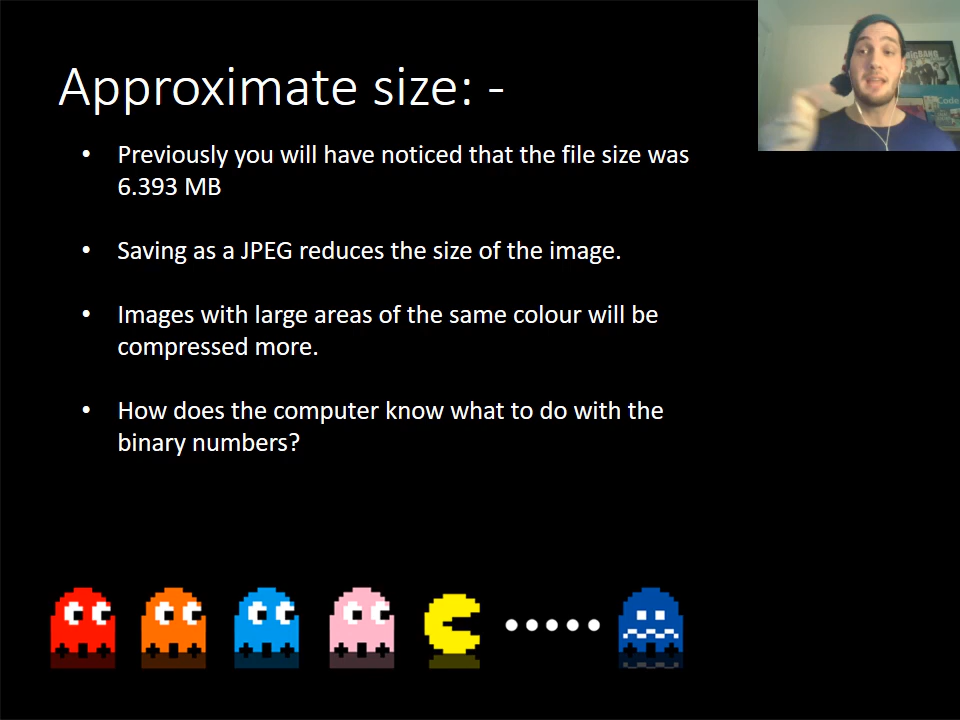 Approximate size: -
• Previously you will have noticed that the file size was
6.393 MB
• Saving as a JPEG reduces the size of the image.
• Images with large areas of the same colour will be
compressed more.
• How does the computer know what to do with the
binary numbers?
BIGBANG
Code